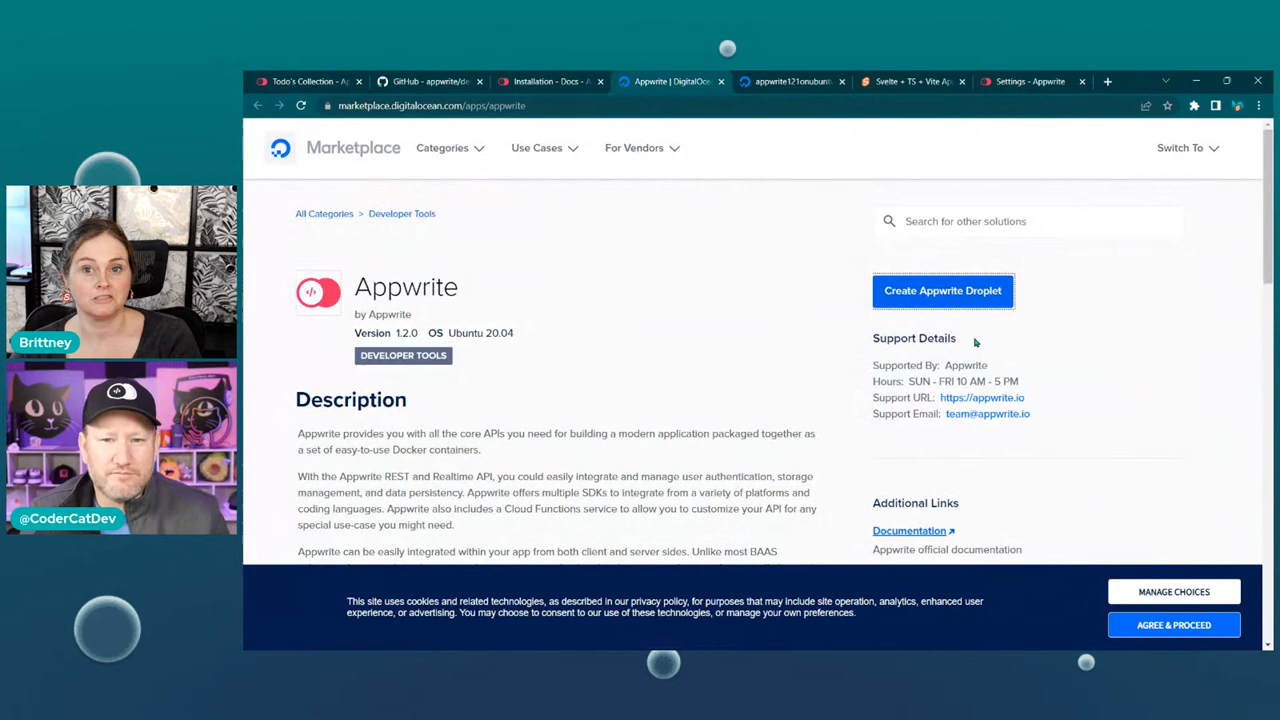 Todo's Collection - Ap
GitHub - appwrite/de
Installation - Docs - A
Appwrite | DigitalOce
appwrite121onubunt
Svelte + TS + Vite Ap
Settings - Appwrite
marketplace.digitalocean.com/apps/appwrite
Marketplace
Categories
Use Cases
For Vendors
Switch To
All Categories > Developer Tools
Search for other solutions
Appwrite
by Appwrite
Version 1.2.0 OS Ubuntu 20.04
DEVELOPER TOOLS
Create Appwrite Droplet
Support Details
Supported By: Appwrite
Hours: SUN - FRI 10 AM - 5 PM
Support URL: https://appwrite.io
Support Email: team@appwrite.io
Description
Appwrite provides you with all the core APIs you need for building a modern application packaged together as
a set of easy-to-use Docker containers.
With the Appwrite REST and Realtime API, you could easily integrate and manage user authentication, storage
management, and data persistency. Appwrite offers multiple SDKs to integrate from a variety of platforms and
coding languages. Appwrite also includes a Cloud Functions service to allow you to customize your API for any
special use-case you might need.
Appwrite can be easily integrated within your app from both client and server sides. Unlike most BAAS
Additional Links
Documentation
Appwrite official documentation
This site uses cookies and related technologies, as described in our privacy policy, for purposes that may include site operation, analytics, enhanced user
experience, or advertising. You may choose to consent to our use of these technologies, or manage your own preferences.
MANAGE CHOICES
AGREE & PROCEED
Brittney
@CoderCatDev